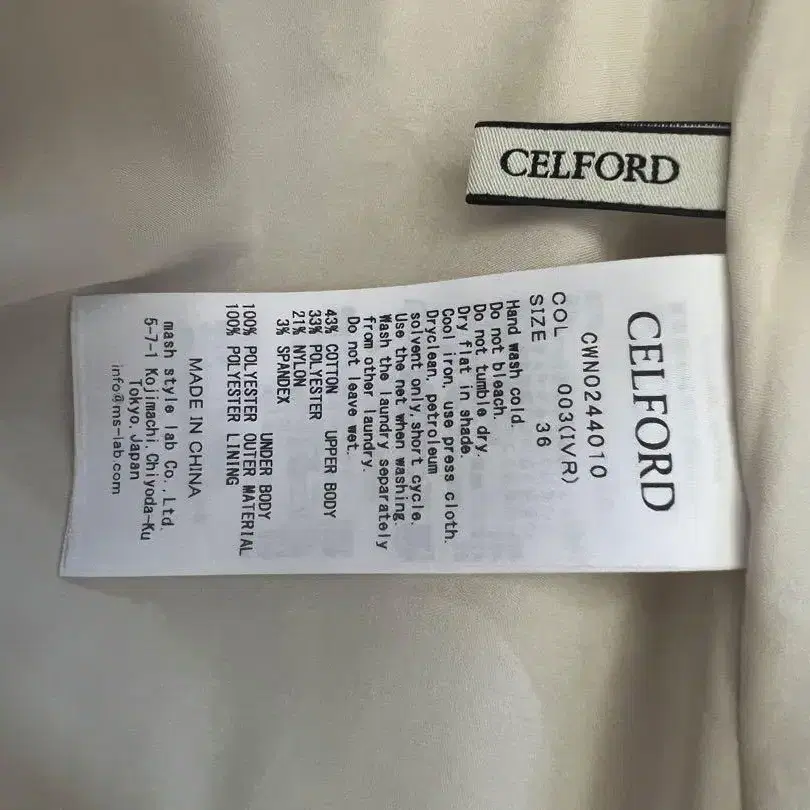 CELFORD
CELFORD
CWNO244010
COL 003(IVR)
SIZE 36
Hand wash cold.
Do not bleach.
Do not tumble dry.
Dry flat in shade.
Cool iron, use press cloth.
Dryclean, petroleum
solvent only, short cycle.
Use the net when washing.
Wash the laundry separately
from other laundry.
Do not leave wet.
UPPER BODY
43% COTTON
33% POLYESTER
21% NYLON
3% SPANDEX
UNDER BODY
100% POLYESTER OUTER MATERIAL
100% POLYESTER LINING
MADE IN CHINA
mash style lab Co., Ltd.
5-7-1 Kojimachi, Chiyoda-Ku
Tokyo, Japan
info@ms-lab.com